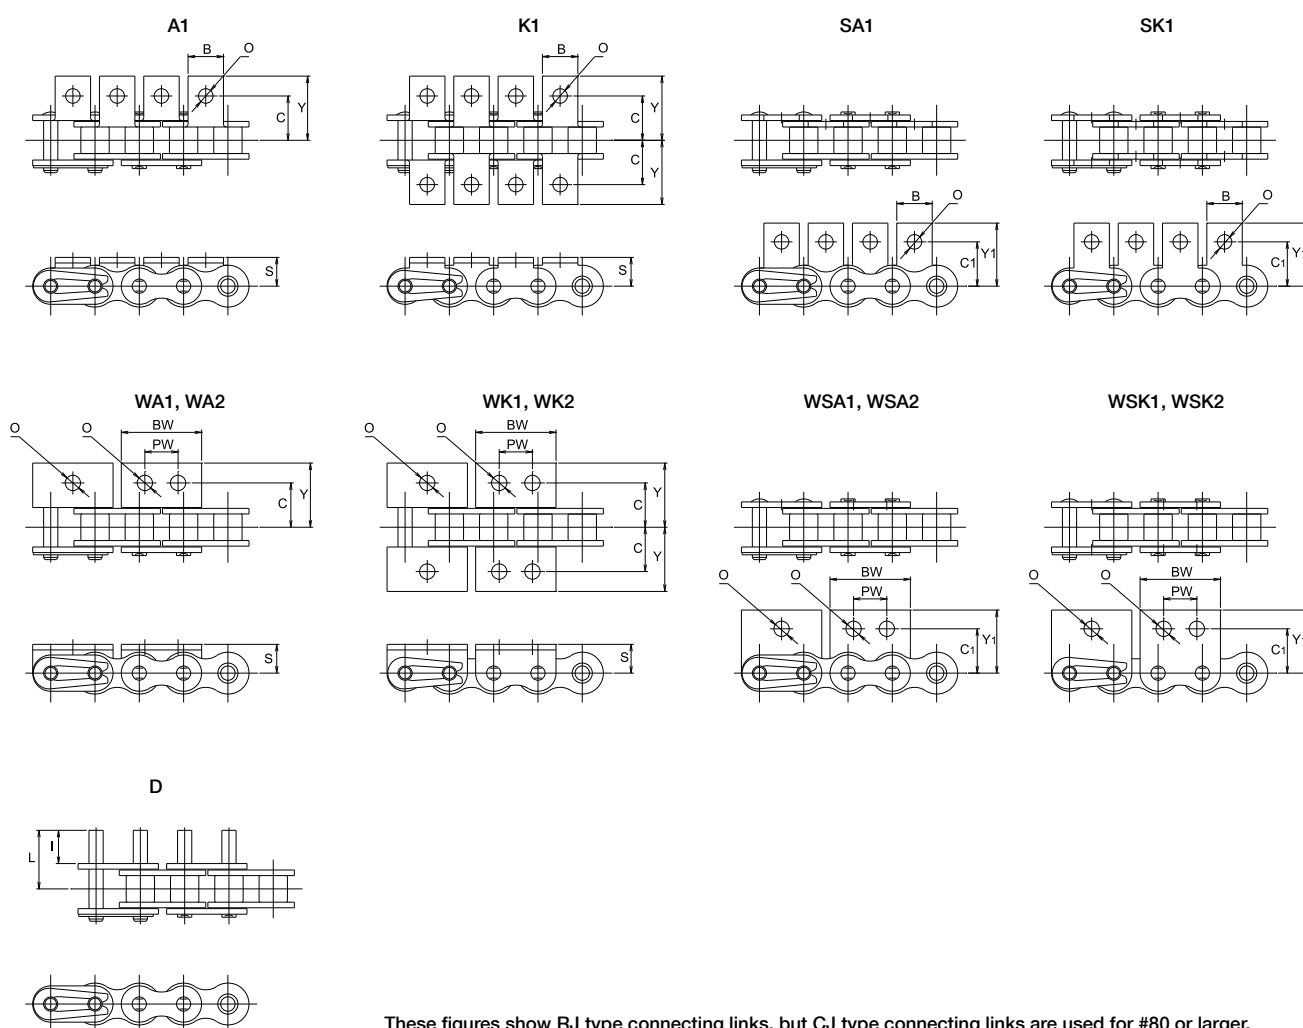 A1
K1
SA1
SK1
B
O
C
Y
S
B
O
C
Y
C
Y
S
B
O
C1
Y1
B
O
C1
Y1
WA1, WA2
WK1, WK2
WSA1, WSA2
WSK1, WSK2
O
O
BW
PW
C
Y
S
O
O
BW
PW
C
Y
C
Y
S
O
O
BW
PW
C1
Y1
O
O
BW
PW
C1
Y1
D
L
I
These figures show RJ type connecting links, but CJ type connecting links are used for #80 or larger.